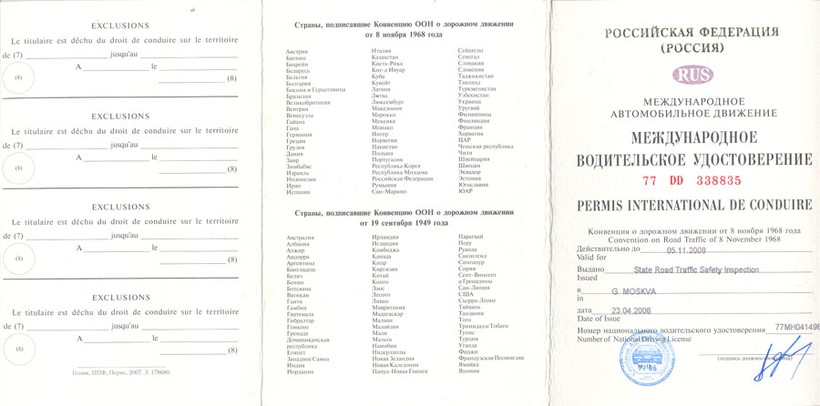 EXCLUSIONS
Le titulaire est déchu du droit de conduire sur le territoire
de (7) jusqu'au
A le
(8) (8)
EXCLUSIONS
Le titulaire est déchu du droit de conduire sur le territoire
de (7) jusqu'au
A le
(8) (8)
EXCLUSIONS
Le titulaire est déchu du droit de conduire sur le territoire
de (7) jusqu'au
A le
(8) (8)
EXCLUSIONS
Le titulaire est déchu du droit de conduire sur le territoire
de (7) jusqu'au
A le
(8) (8)
Гознак, ППФ, Пермь, 2007. З. 178680.
Страны, подписавшие Конвенцию ООН о дорожном движении
от 8 ноября 1968 года
Австрия
Багамы
Бахрейн
Беларусь
Бельгия
Болгария
Босния и Герцеговина
Бразилия
Великобритания
Венгрия
Венесуэла
Гайана
Гана
Германия
Греция
Грузия
Дания
Заир
Зимбабве
Израиль
Индонезия
Иран
Испания
Италия
Казахстан
Коста-Рика
Кот-д Ивуар
Куба
Кувейт
Латвия
Литва
Люксембург
Македония
Марокко
Мексика
Монако
Нигер
Норвегия
Пакистан
Польша
Португалия
Республика Корея
Республика Молдова
Российская Федерация
Румыния
Сан-Марино
Сейшелы
Сенегал
Словакия
Словения
Таджикистан
Таиланд
Туркменистан
Узбекистан
Украина
Уругвай
Филиппины
Финляндия
Франция
Хорватия
ЦАР
Чешская республика
Чили
Швейцария
Швеция
Эквадор
Эстония
Югославия
ЮАР
Страны, подписавшие Конвенцию ООН о дорожном движении
от 19 сентября 1949 года
Австралия
Албания
Алжир
Андорра
Аргентина
Бангладеш
Белиз
Бенин
Ботсвана
Ватикан
Гаити
Гамбия
Гватемала
Гибралтар
Гонконг
Гренада
Доминиканская
республика
Египет
Западное Самоа
Индия
Иордания
Ирландия
Исландия
Камбоджа
Канада
Кипр
Киргизия
Китай
Конго
Лаос
Лесото
Ливан
Мавритания
Мадагаскар
Малави
Малайзия
Мали
Мальта
Намибия
Нидерланды
Новая Зеландия
Новая Каледония
Папуа-Новая Гвинея
Парагвай
Перу
Руанда
Свазиленд
Сингапур
Сирия
Сент-Винсент
и Гренадины
Сан-Люсия
США
Сьерра-Леоне
Тайвань
Танзания
Того
Тринидад и Тобаго
Тунис
Турция
Уганда
Фиджи
Французская Полинезия
Ямайка
Япония
РОССИЙСКАЯ ФЕДЕРАЦИЯ
(РОССИЯ)
RUS
МЕЖДУНАРОДНОЕ
АВТОМОБИЛЬНОЕ ДВИЖЕНИЕ
МЕЖДУНАРОДНОЕ
ВОДИТЕЛЬСКОЕ УДОСТОВЕРЕНИЕ
77 DD 338835
PERMIS INTERNATIONAL DE CONDUIRE
Конвенция о дорожном движении от 8 ноября 1968 года
Convention on Road Traffic of 8 November 1968
Действительно до 05.11.2008
Valid for
Выдано State Road Traffic Safety Inspection
Issued
в G. MOSKVA
in
дата 23.04.2008
Date of Issue
Номер национального водительского удостоверения 77МН041496
Number of National Driving License